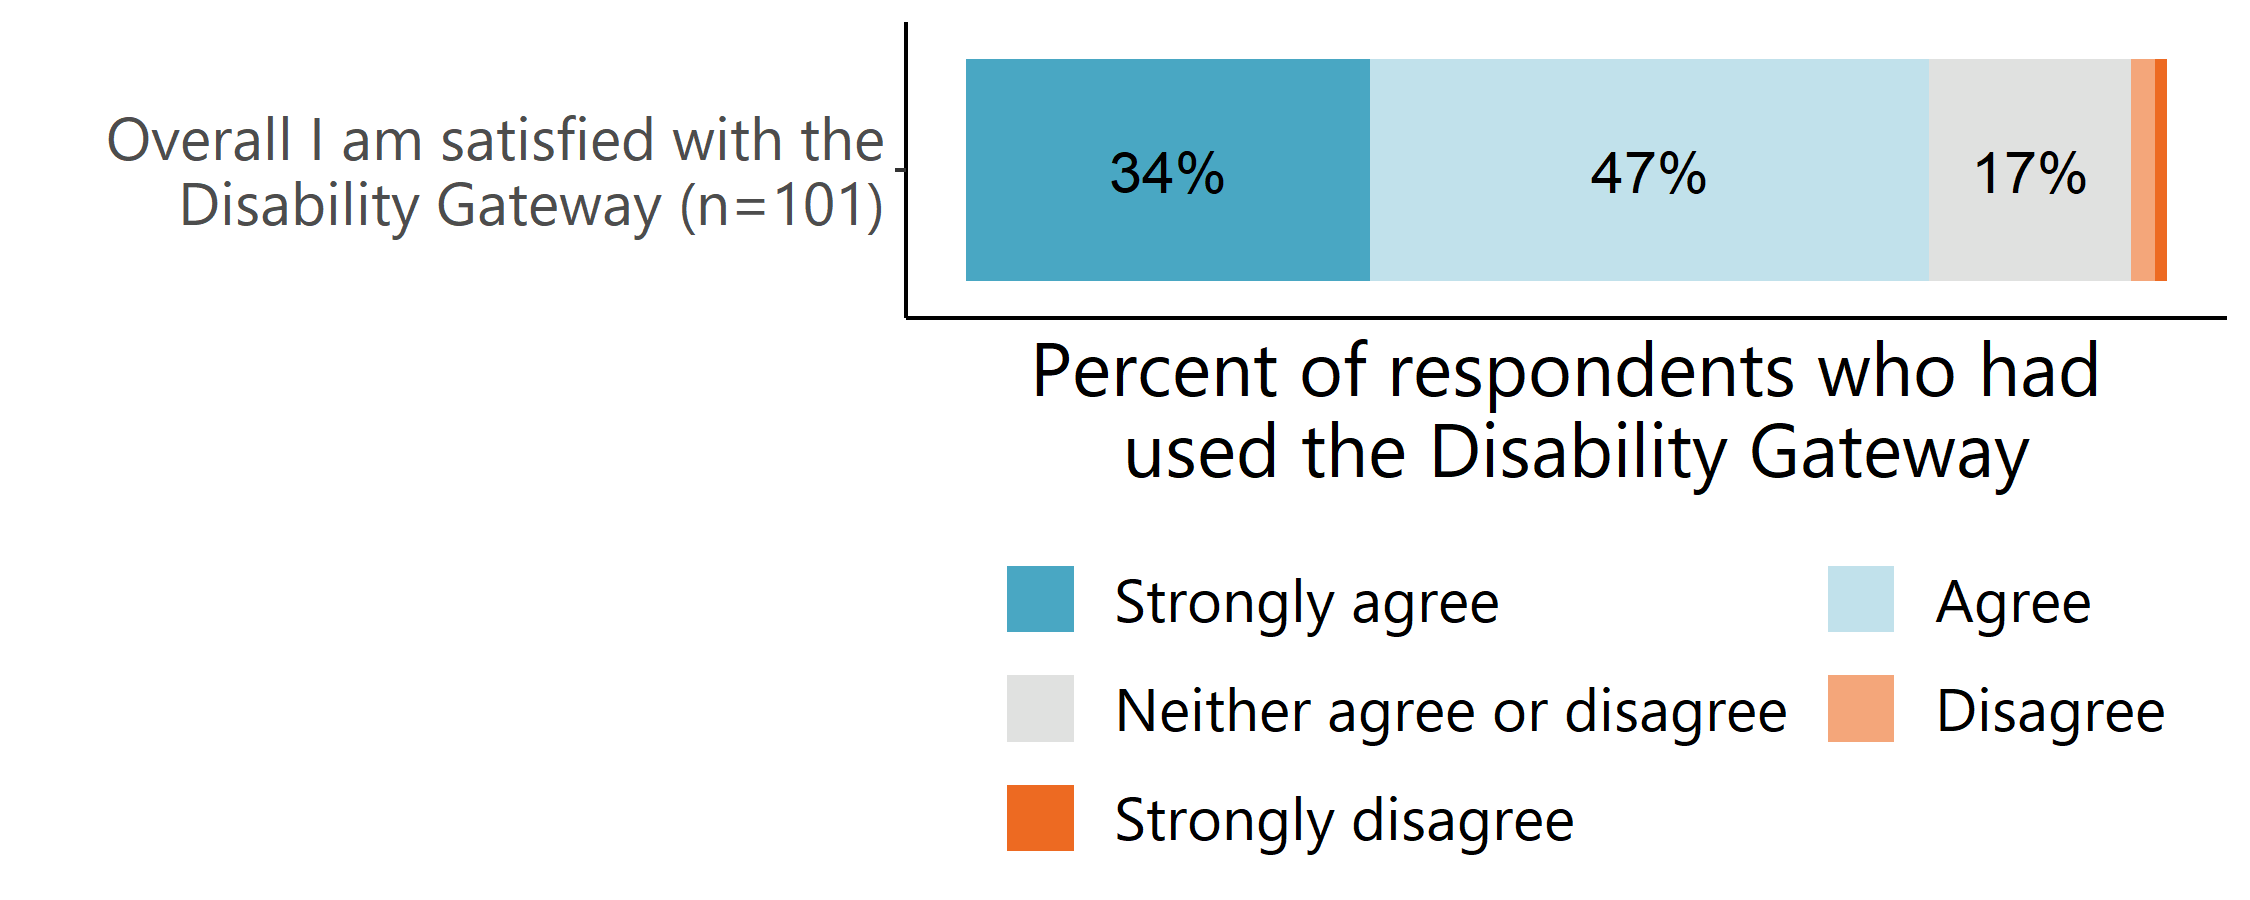 Overall I am satisfied with the
Disability Gateway (n=101)
34%
47%
17%
Percent of respondents who had
used the Disability Gateway
Strongly agree
Agree
Neither agree or disagree
Disagree
Strongly disagree